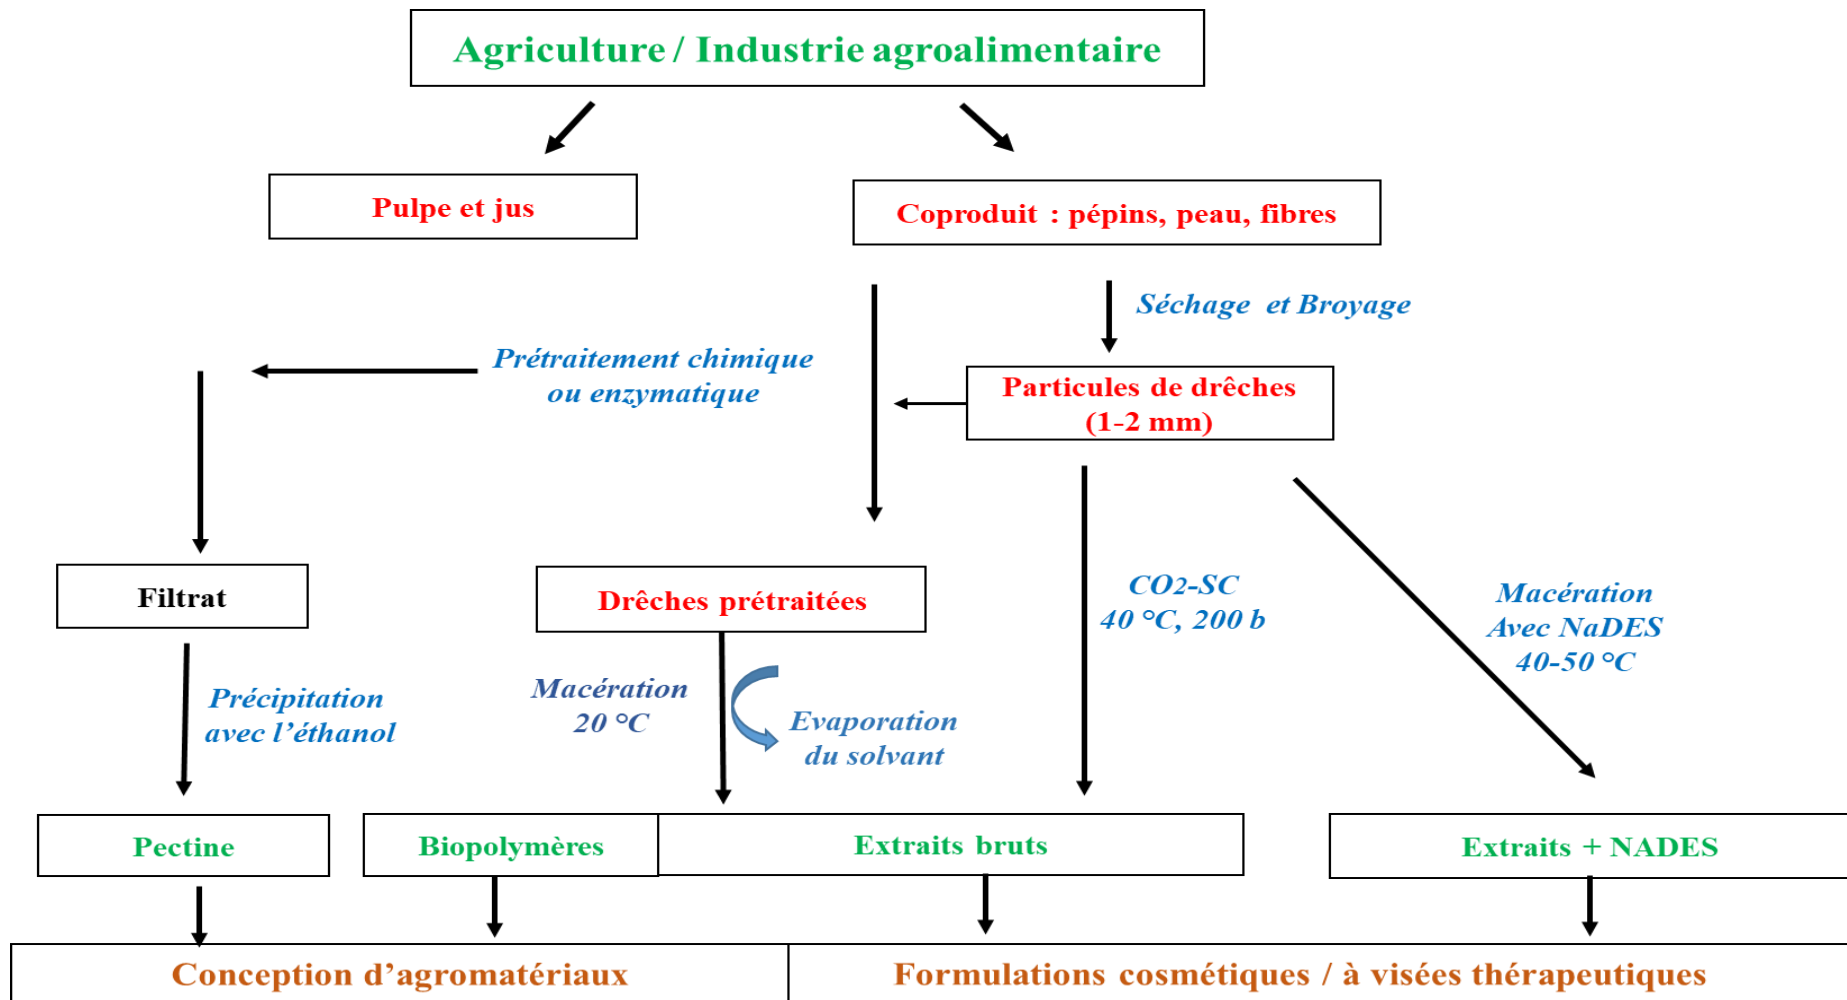 Agriculture / Industrie agroalimentaire
Pulpe et jus
Coproduit : pépins, peau, fibres
Séchage et Broyage
Prétraitement chimique
ou enzymatique
Particules de drêches
(1-2 mm)
Filtrat
Drêches prétraitées
CO2-SC
40 °C, 200 b
Macération
Avec NaDES
40-50 °C
Précipitation
avec l’éthanol
Macération
20 °C
Evaporation
du solvant
Pectine
Biopolymères
Extraits bruts
Extraits + NADES
Conception d’agromatériaux
Formulations cosmétiques / à visées thérapeutiques